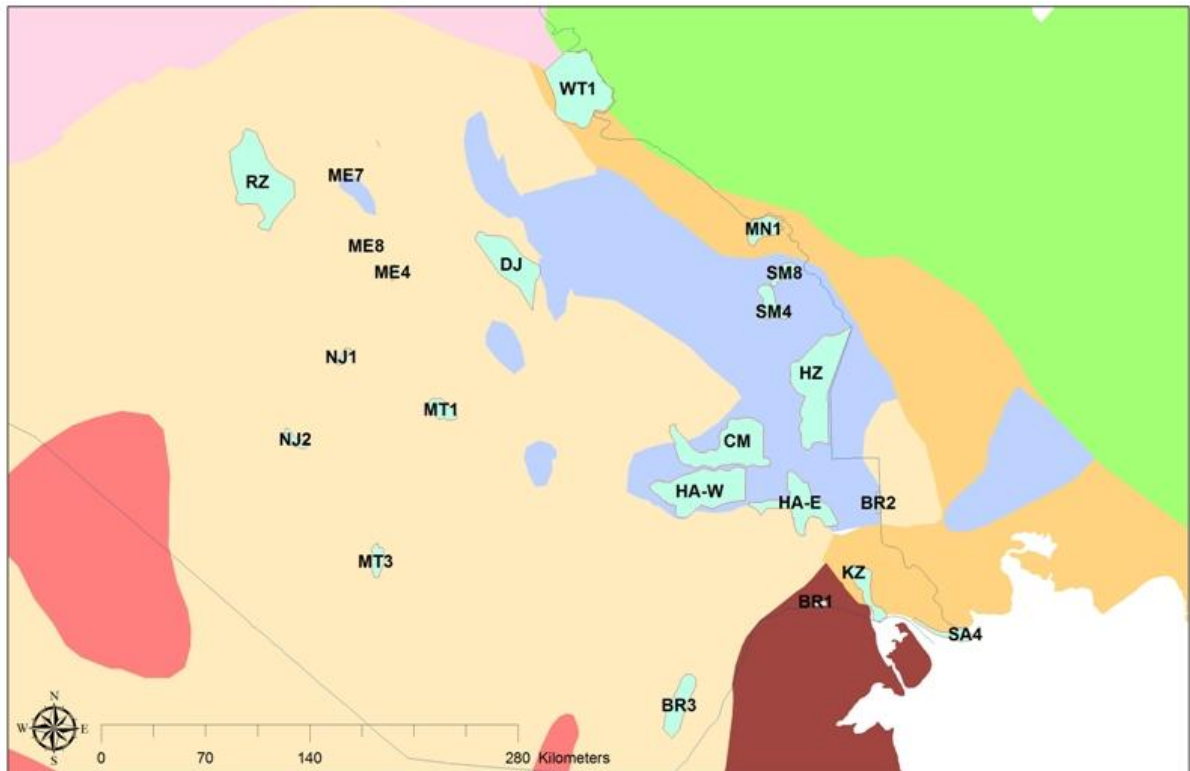 WT1
RZ
ME7
MN1
ME8
DJ
ME4
SM8
SM4
NJ1
HZ
MT1
NJ2
CM
HA-W
HA-E
BR2
MT3
KZ
BR1
SA4
BR3
N
W E
S
0 70 140 280 Kilometers